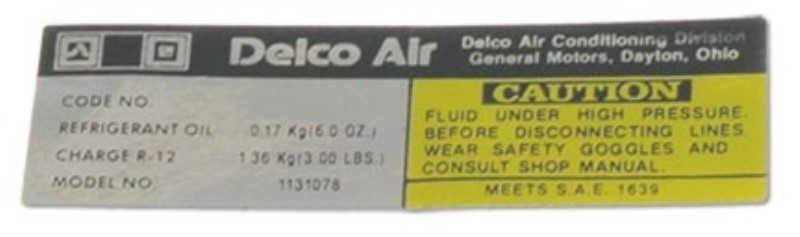 Delco Air
Delco Air Conditioning Division
General Motors, Dayton, Ohio
CODE NO.
REFRIGERANT OIL 0.17 Kg(6.0 OZ.)
CHARGE R-12 1.36 Kg(3.00 LBS.)
MODEL NO. 1131078
CAUTION
FLUID UNDER HIGH PRESSURE.
BEFORE DISCONNECTING LINES.
WEAR SAFETY GOGGLES AND
CONSULT SHOP MANUAL.
MEETS S.A.E. 1639